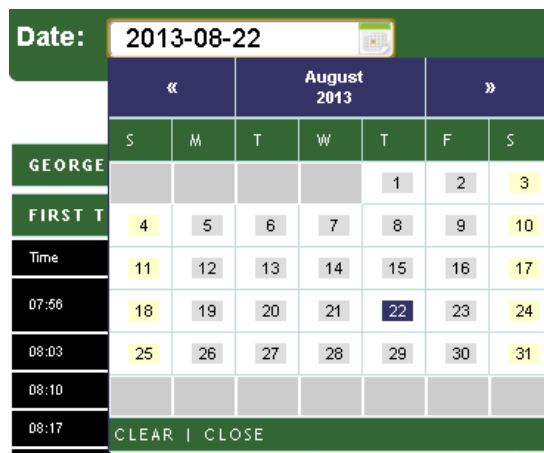 Date: 2013-08-22
« August 2013 »
S M T W T F S
GEORGE
1 2 3
FIRST T
4 5 6 7 8 9 10
Time
11 12 13 14 15 16 17
07:56
18 19 20 21 22 23 24
08:03
25 26 27 28 29 30 31
08:10
08:17
CLEAR | CLOSE